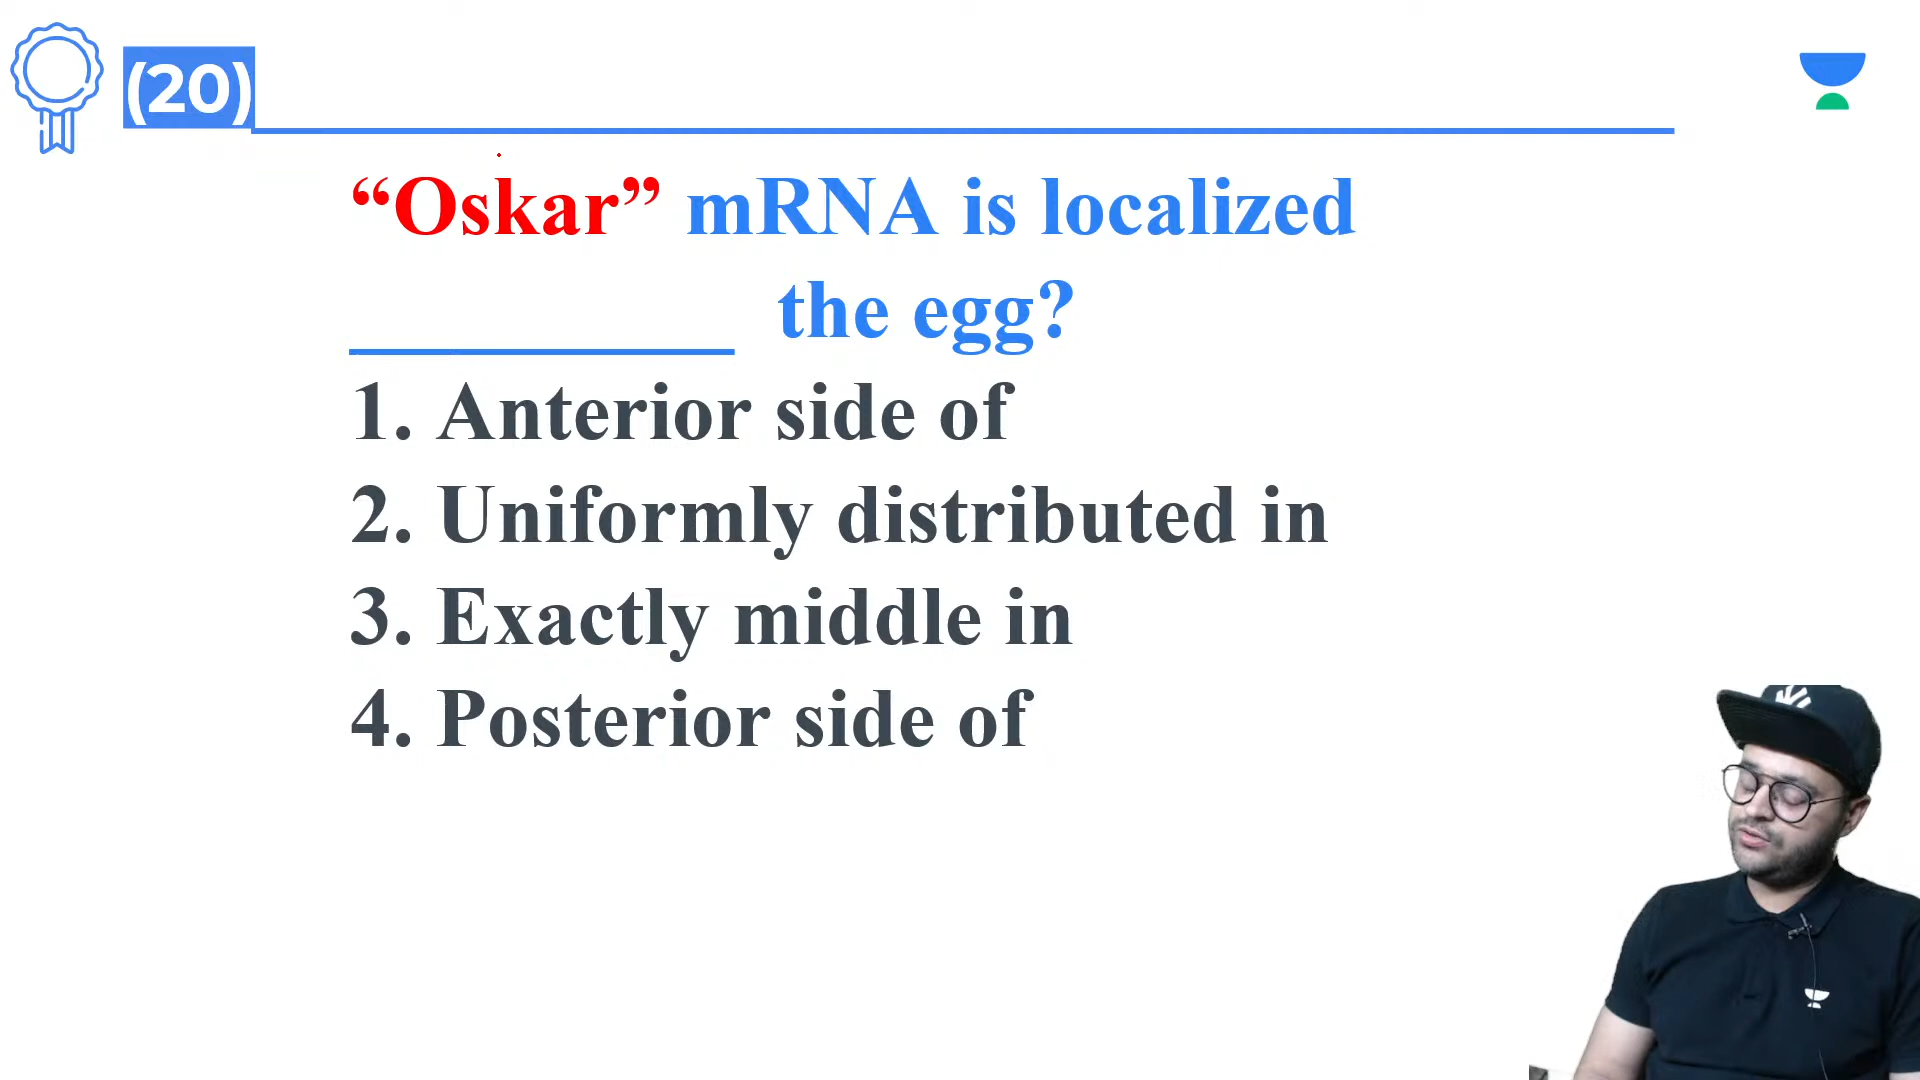 (20)
“Oskar” mRNA is localized
____________ the egg?
1. Anterior side of
2. Uniformly distributed in
3. Exactly middle in
4. Posterior side of